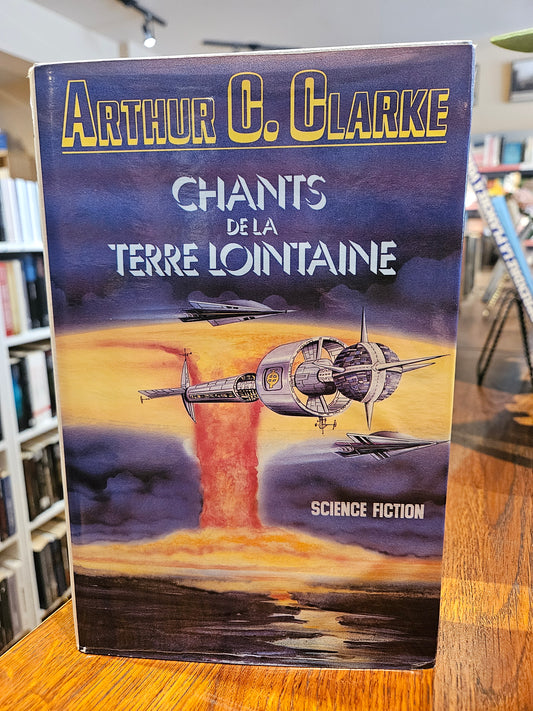 ARTHUR C. CLARKE
CHANTS
DE LA
TERRE LOINTAINE
SCIENCE FICTION